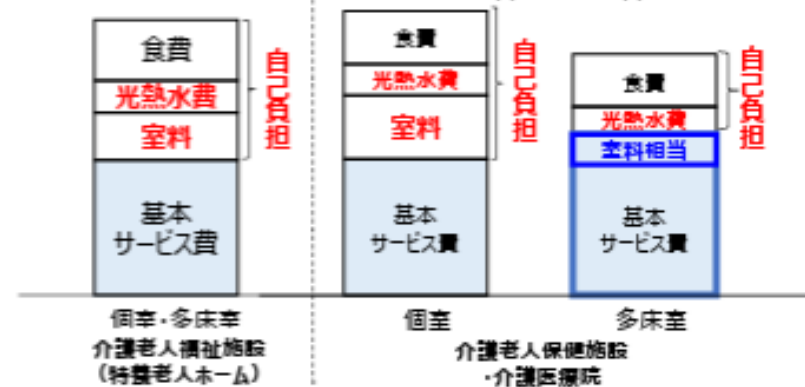 食費
光熱水費
室料
自己負担
基本
サービス費
個室・多床室
介護老人福祉施設
(特養老人ホーム)
食費
光熱水費
室料
自己負担
基本
サービス費
個室
食費
光熱水費
自己負担
室料相当
基本
サービス費
多床室
介護老人保健施設
・介護医療院